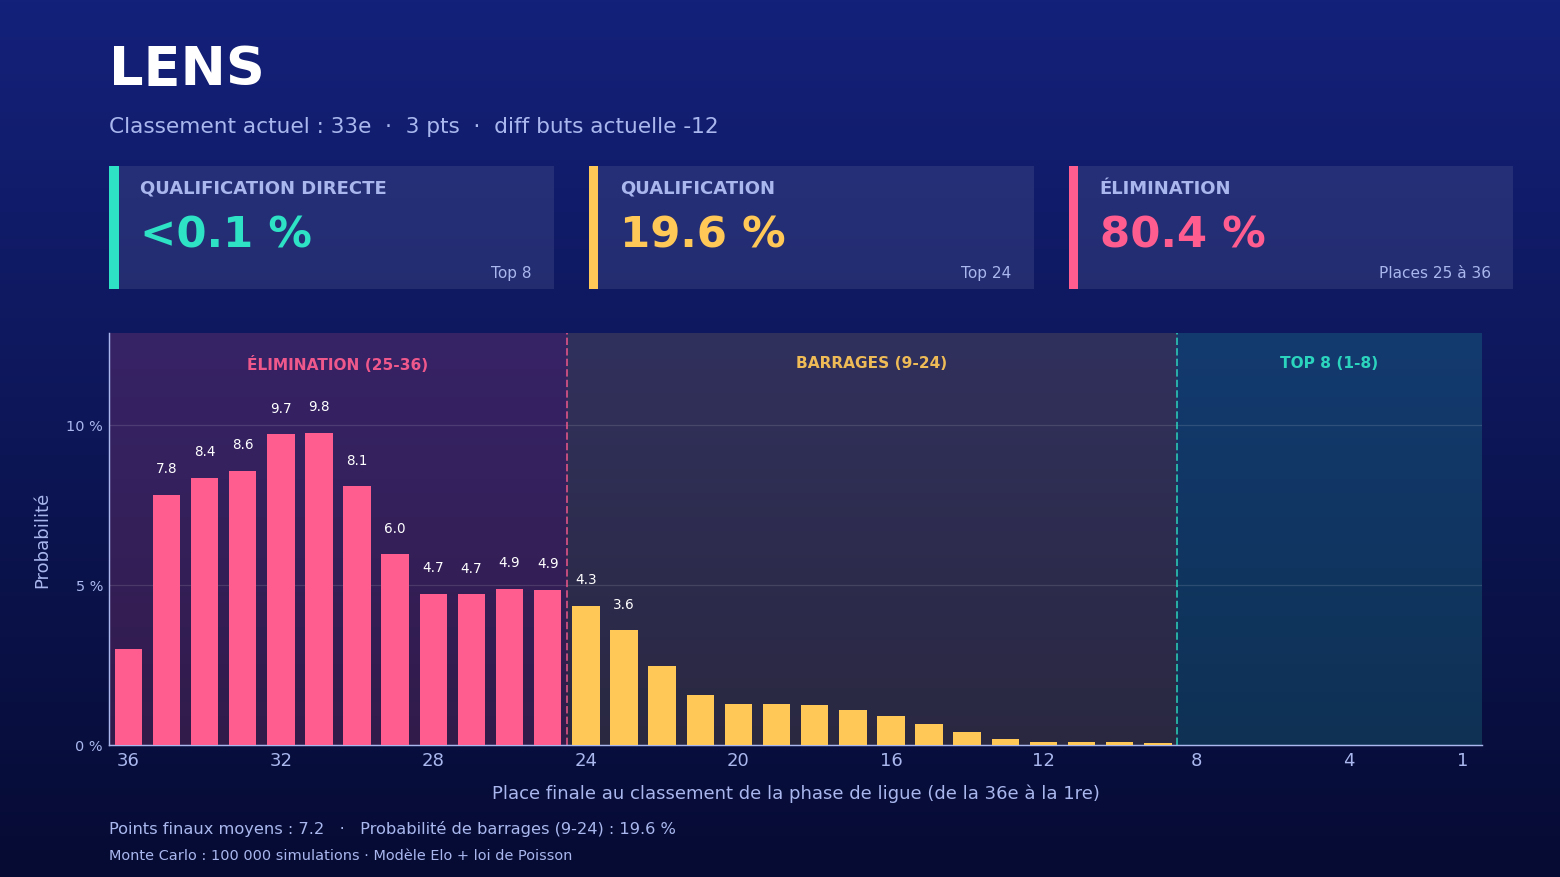 LENS
Classement actuel : 33e · 3 pts · diff buts actuelle -12
QUALIFICATION DIRECTE
<0.1 %
Top 8
QUALIFICATION
19.6 %
Top 24
ÉLIMINATION
80.4 %
Places 25 à 36
ÉLIMINATION (25-36)
BARRAGES (9-24)
TOP 8 (1-8)
Probabilité
10 %
5 %
0 %
7.8
8.4
8.6
9.7
9.8
8.1
6.0
4.7
4.7
4.9
4.9
4.3
3.6
36 32 28 24 20 16 12 8 4 1
Place finale au classement de la phase de ligue (de la 36e à la 1re)
Points finaux moyens : 7.2 · Probabilité de barrages (9-24) : 19.6 %
Monte Carlo : 100 000 simulations · Modèle Elo + loi de Poisson